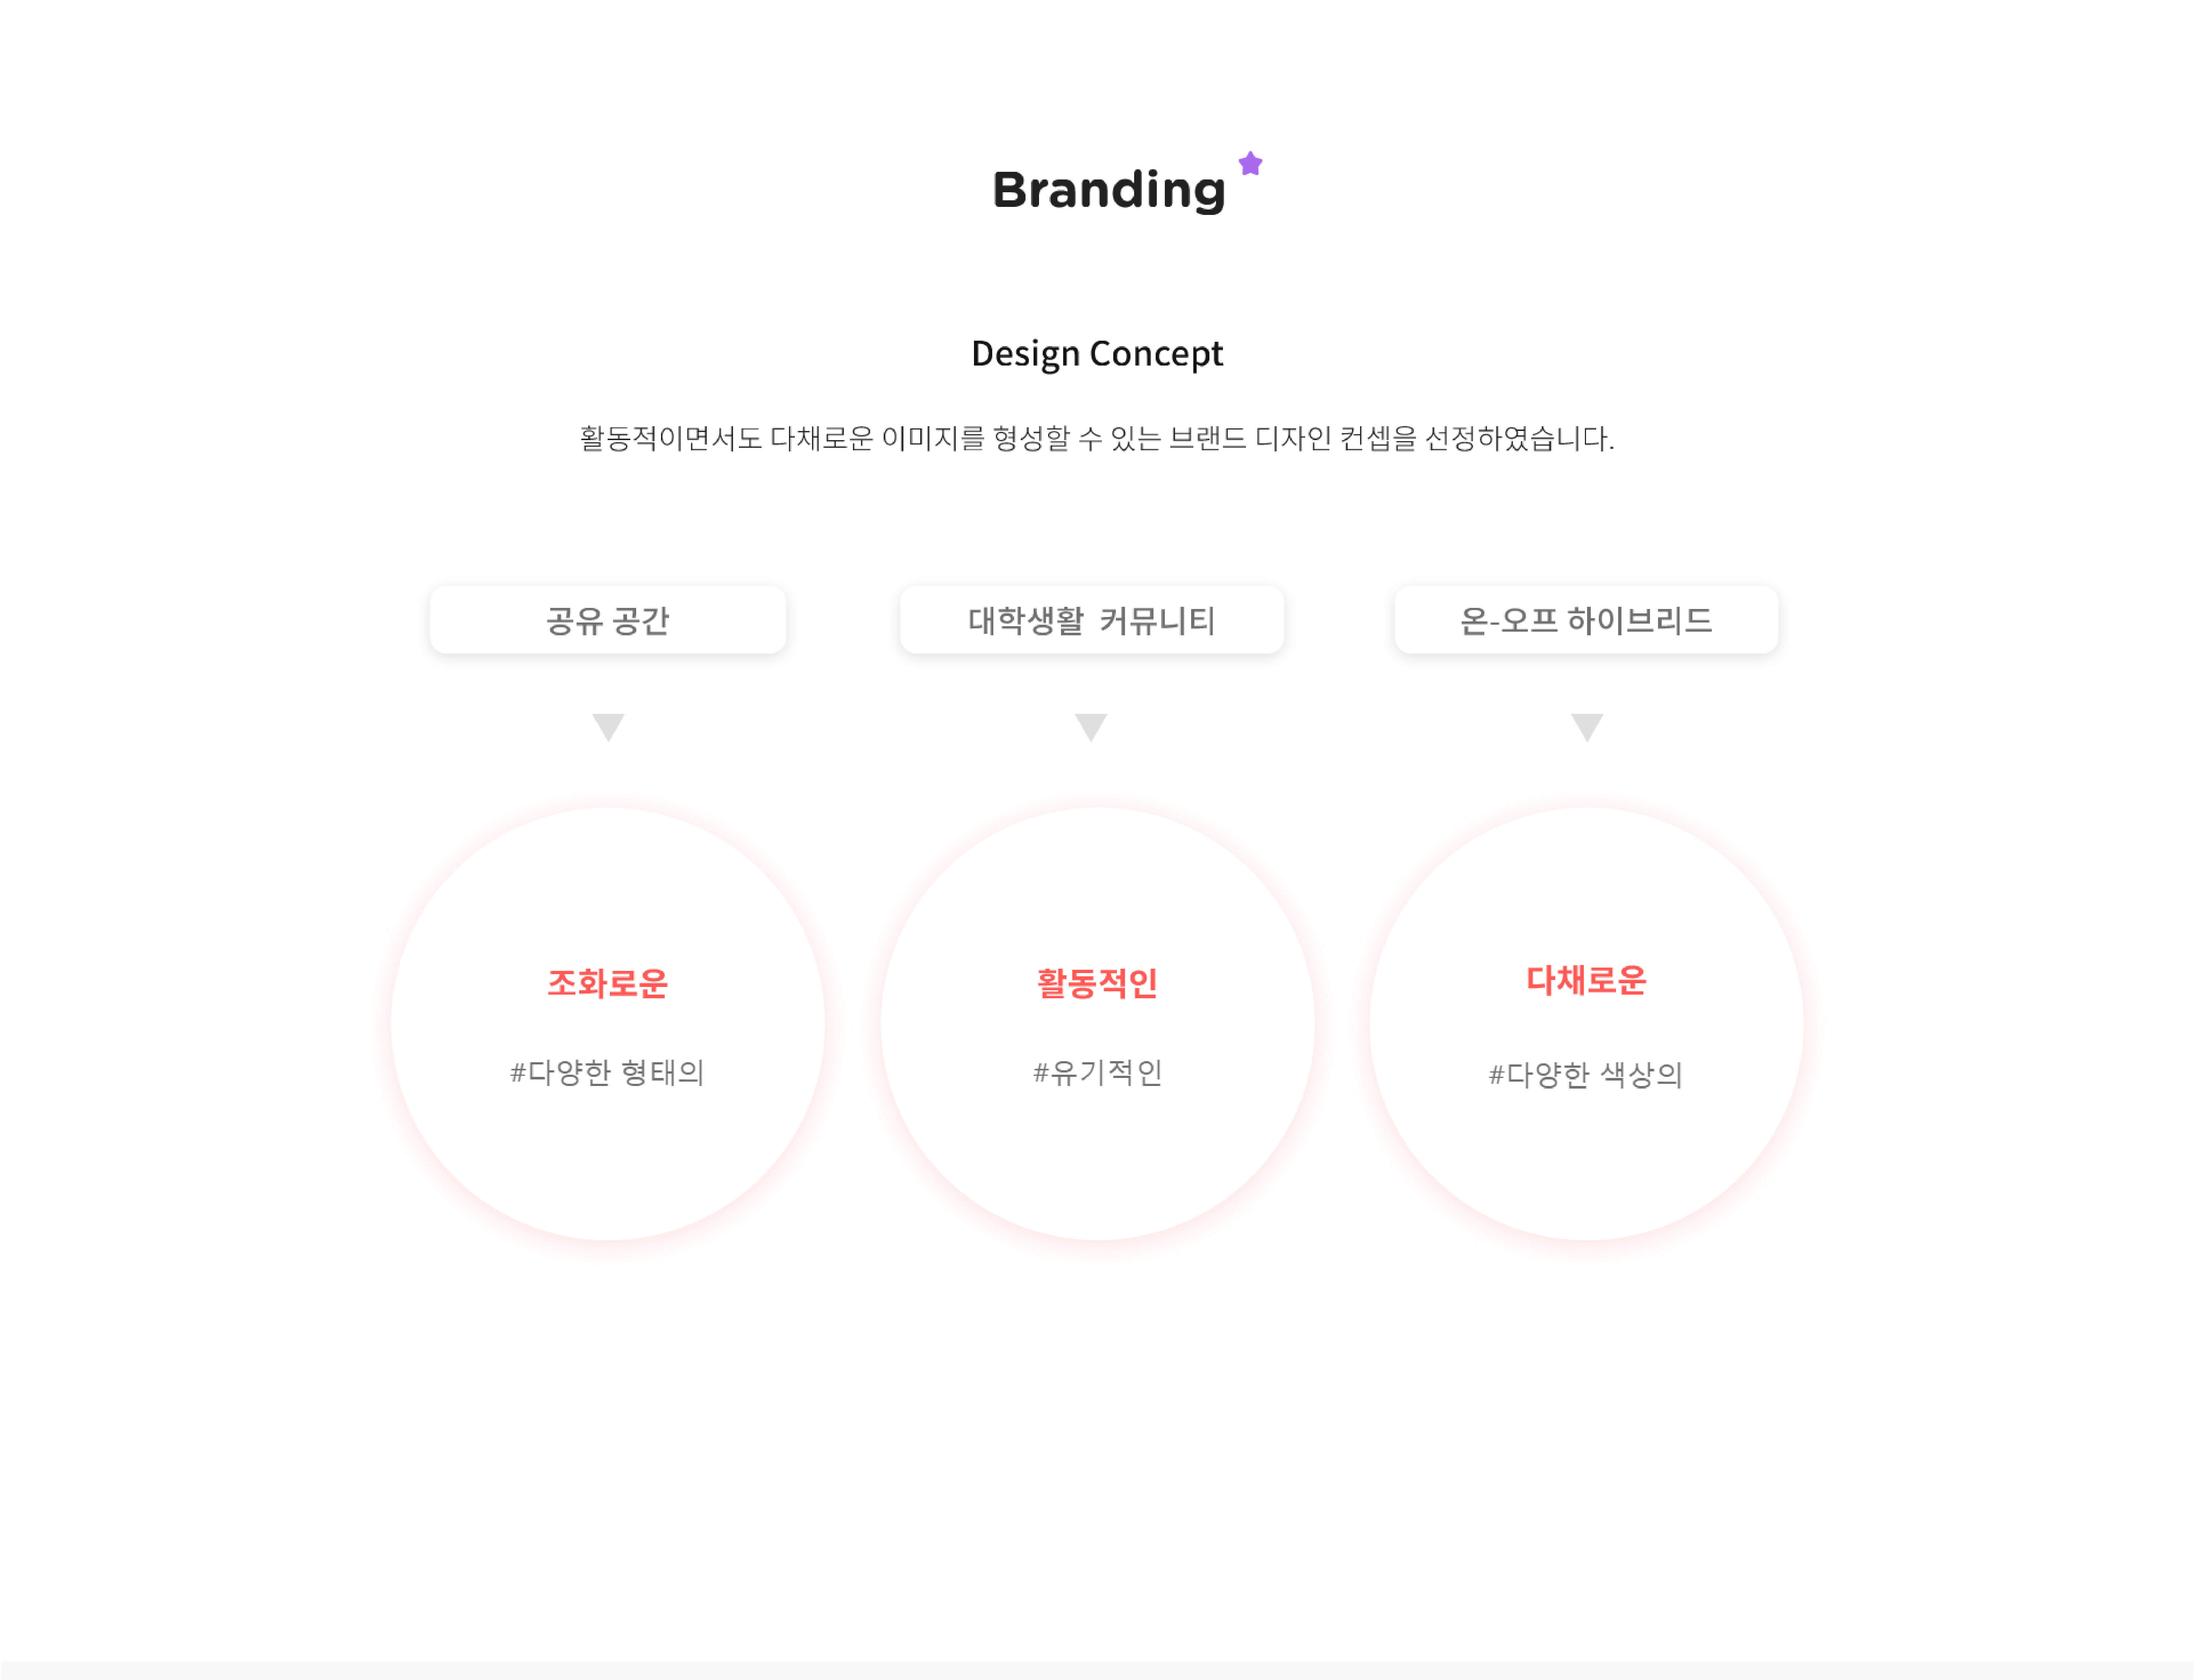 Branding
Design Concept
활동적이면서도 다채로운 이미지를 형성할 수 있는 브랜드 디자인 컨셉을 선정하였습니다.
공유 공간
대학생활 커뮤니티
온-오프 하이브리드
조화로운
활동적인
다채로운
#다양한 형태의
#유기적인
#다양한 색상의